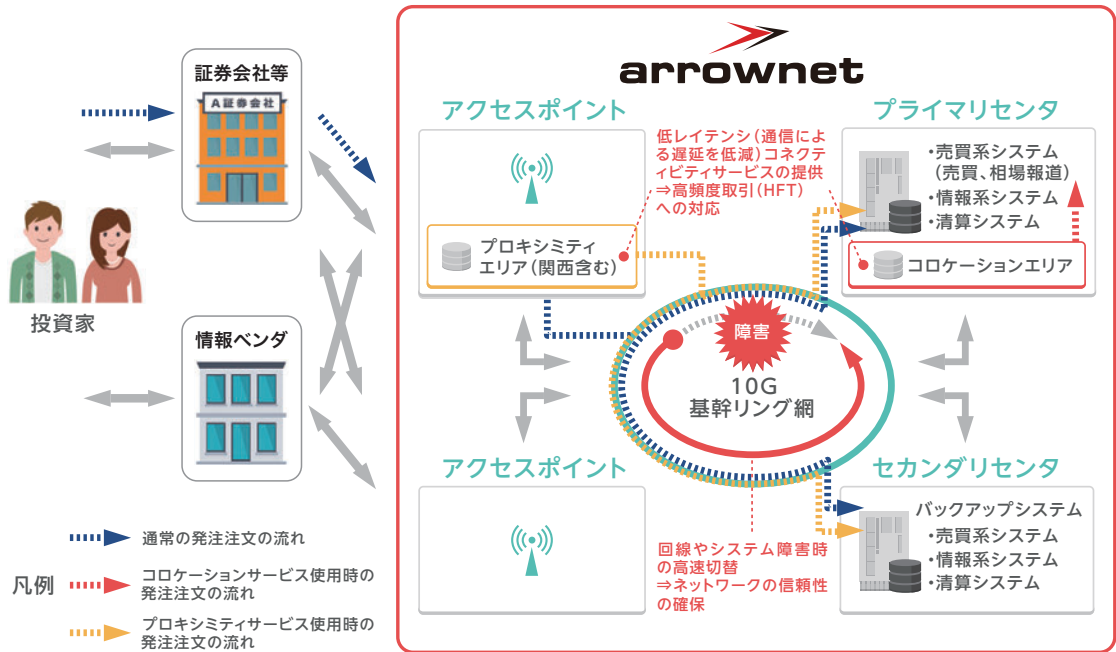 arrownet
証券会社等
A証券会社
投資家
情報ベンダ
アクセスポイント
プロキシミティ
エリア(関西含む)
低レイテンシ(通信によ
る遅延を低減)コネクテ
ィビティサービスの提供
⇒高頻度取引(HFT)
への対応
プライマリセンタ
・売買系システム
(売買、相場報道)
・情報系システム
・清算システム
コロケーションエリア
障害
10G
基幹リング網
アクセスポイント
回線やシステム障害時
の高速切替
⇒ネットワークの信頼性
の確保
セカンダリセンタ
バックアップシステム
・売買系システム
・情報系システム
・清算システム
凡例
通常の発注注文の流れ
コロケーションサービス使用時の
発注注文の流れ
プロキシミティサービス使用時の
発注注文の流れ